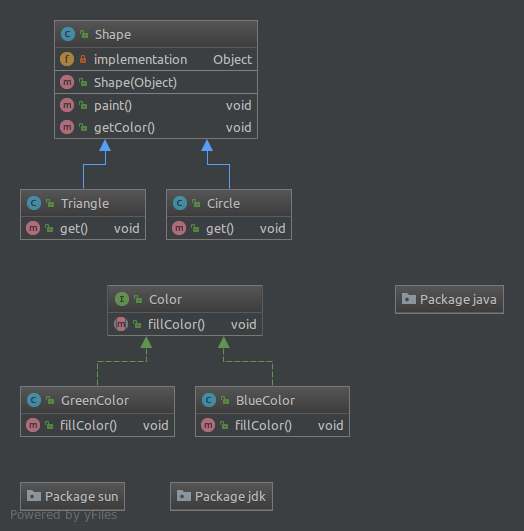 C Shape
f implementation Object
m Shape(Object)
m paint() void
m getColor() void
C Triangle
m get() void
C Circle
m get() void
I Color
m fillColor() void
Package java
C GreenColor
m fillColor() void
C BlueColor
m fillColor() void
Package sun
Package jdk
Powered by yFiles